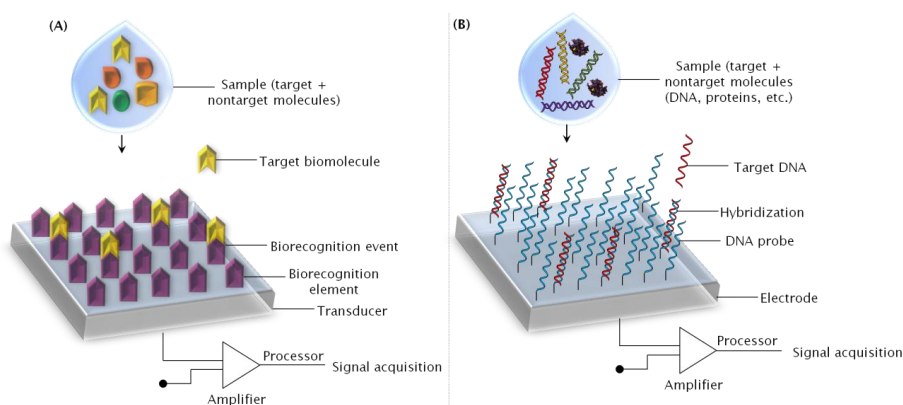 (A)
Sample (target +
nontarget molecules)
Target biomolecule
Biorecognition event
Biorecognition
element
Transducer
Processor
Signal acquisition
Amplifier
(B)
Sample (target +
nontarget molecules
(DNA, proteins, etc.)
Target DNA
Hybridization
DNA probe
Electrode
Processor
Signal acquisition
Amplifier